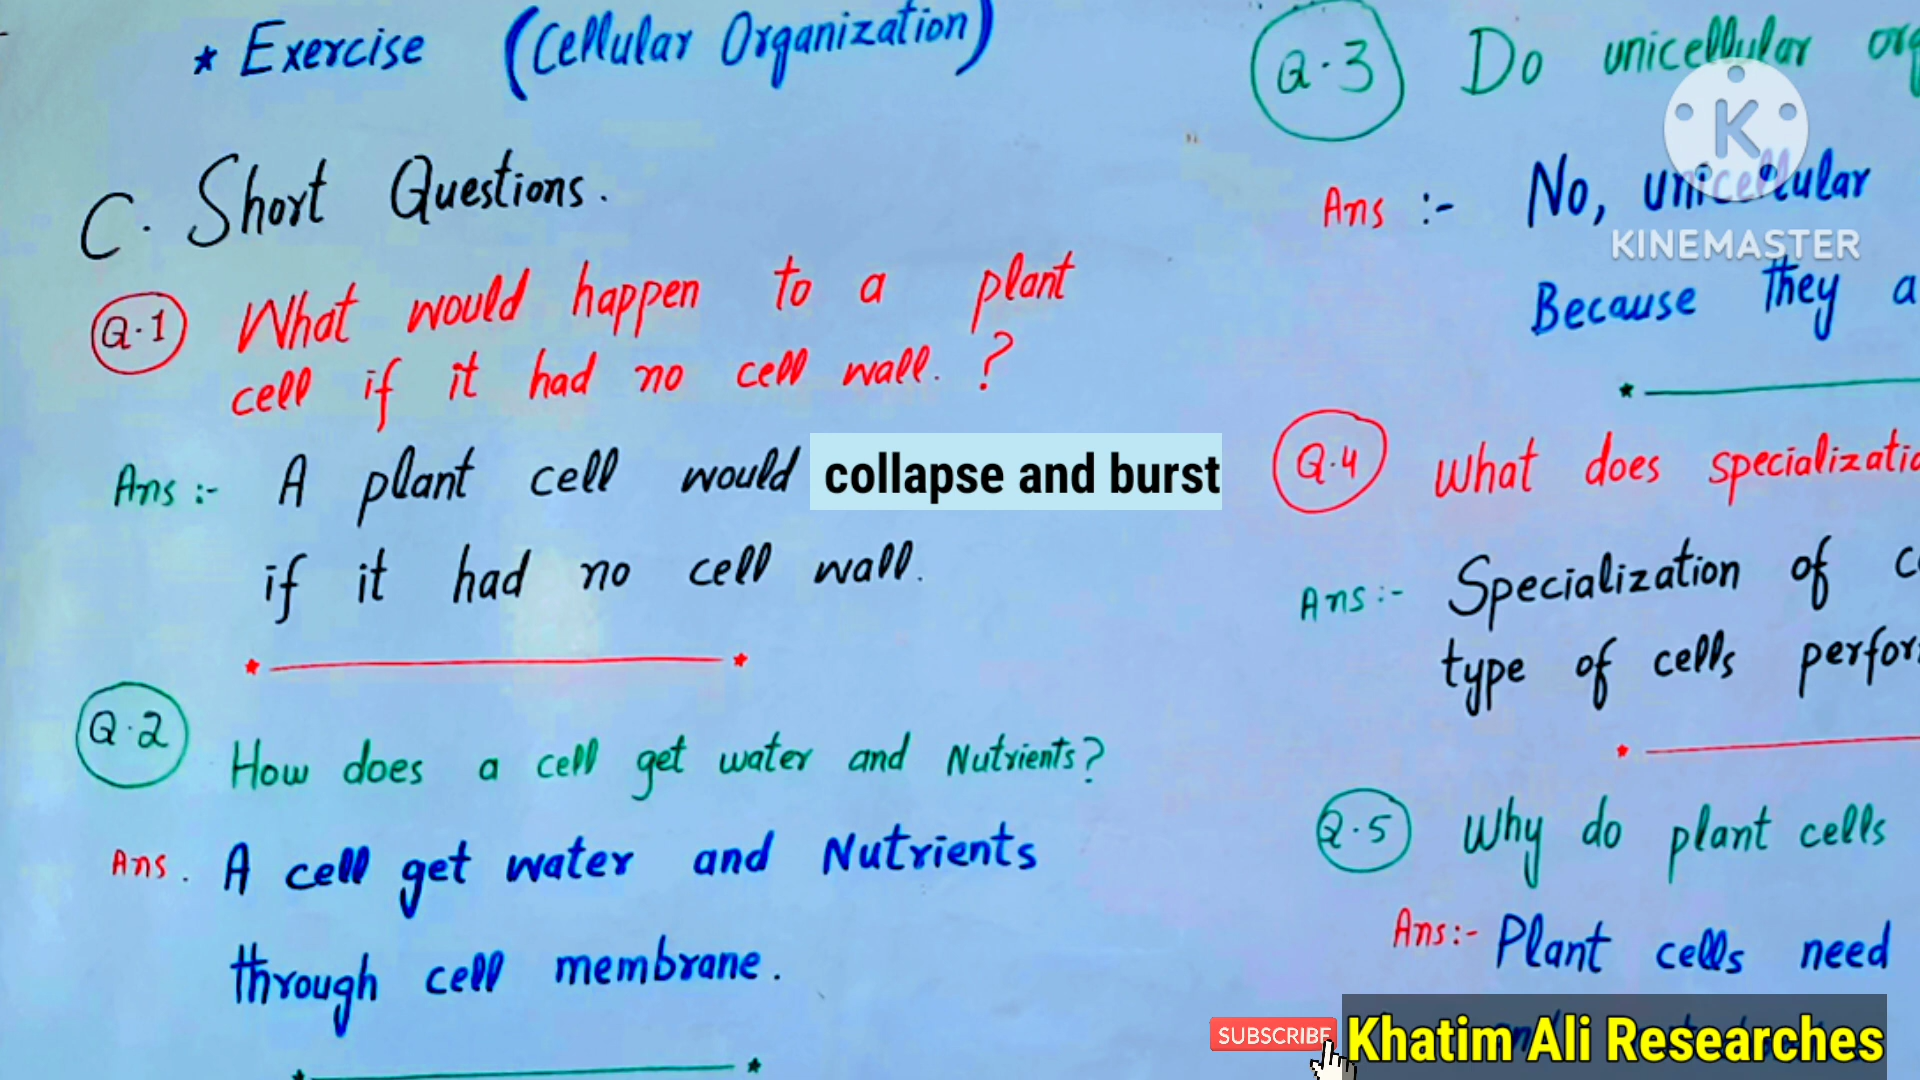 * Exercise (Cellular Organization)
C. Short Questions.
Q.1 What would happen to a plant
cell if it had no cell wall. ?
Ans :- A plant cell would collapse and burst
if it had no cell wall.
Q.2 How does a cell get water and Nutrients?
Ans. A cell get water and Nutrients
through cell membrane.
Q.3 Do unicellular
Ans :- No, unicellular
Because they
Q.4 What does
Ans :- Specialization of
type of cells
Q.5 Why do plant cells
Ans :- Plant cells need
K
KINEMASTER
SUBSCRIBE
Khatim Ali Researches